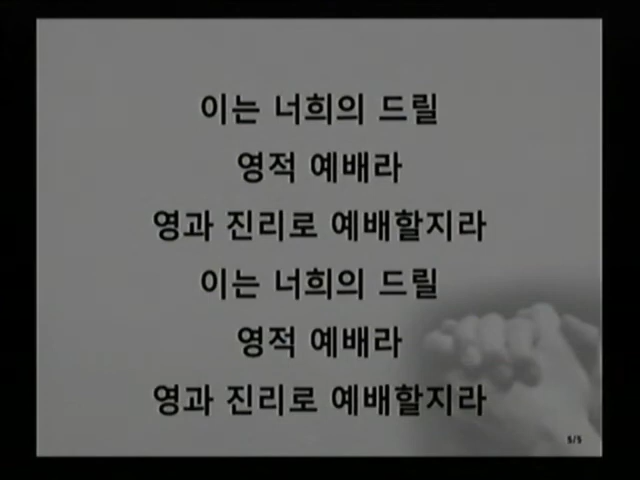 이는 너희의 드릴
영적 예배라
영과 진리로 예배할지라
이는 너희의 드릴
영적 예배라
영과 진리로 예배할지라
5/5